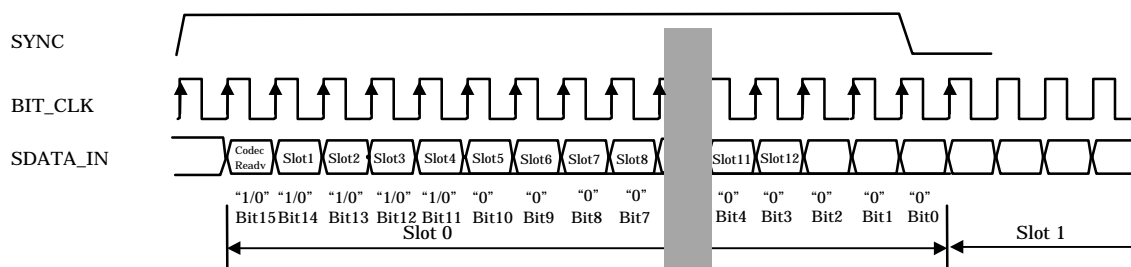 SYNC
BIT_CLK
SDATA_IN
Codec Readv Slot1 Slot2 Slot3 Slot4 Slot5 Slot6 Slot7 Slot8 Slot11 Slot12
“1/0” “1/0” “1/0” “1/0” “1/0” “0” “0” “0” “0” “0” “0” “0” “0” “0”
Bit15 Bit14 Bit13 Bit12 Bit11 Bit10 Bit9 Bit8 Bit7 Bit4 Bit3 Bit2 Bit1 Bit0
Slot 0 Slot 1